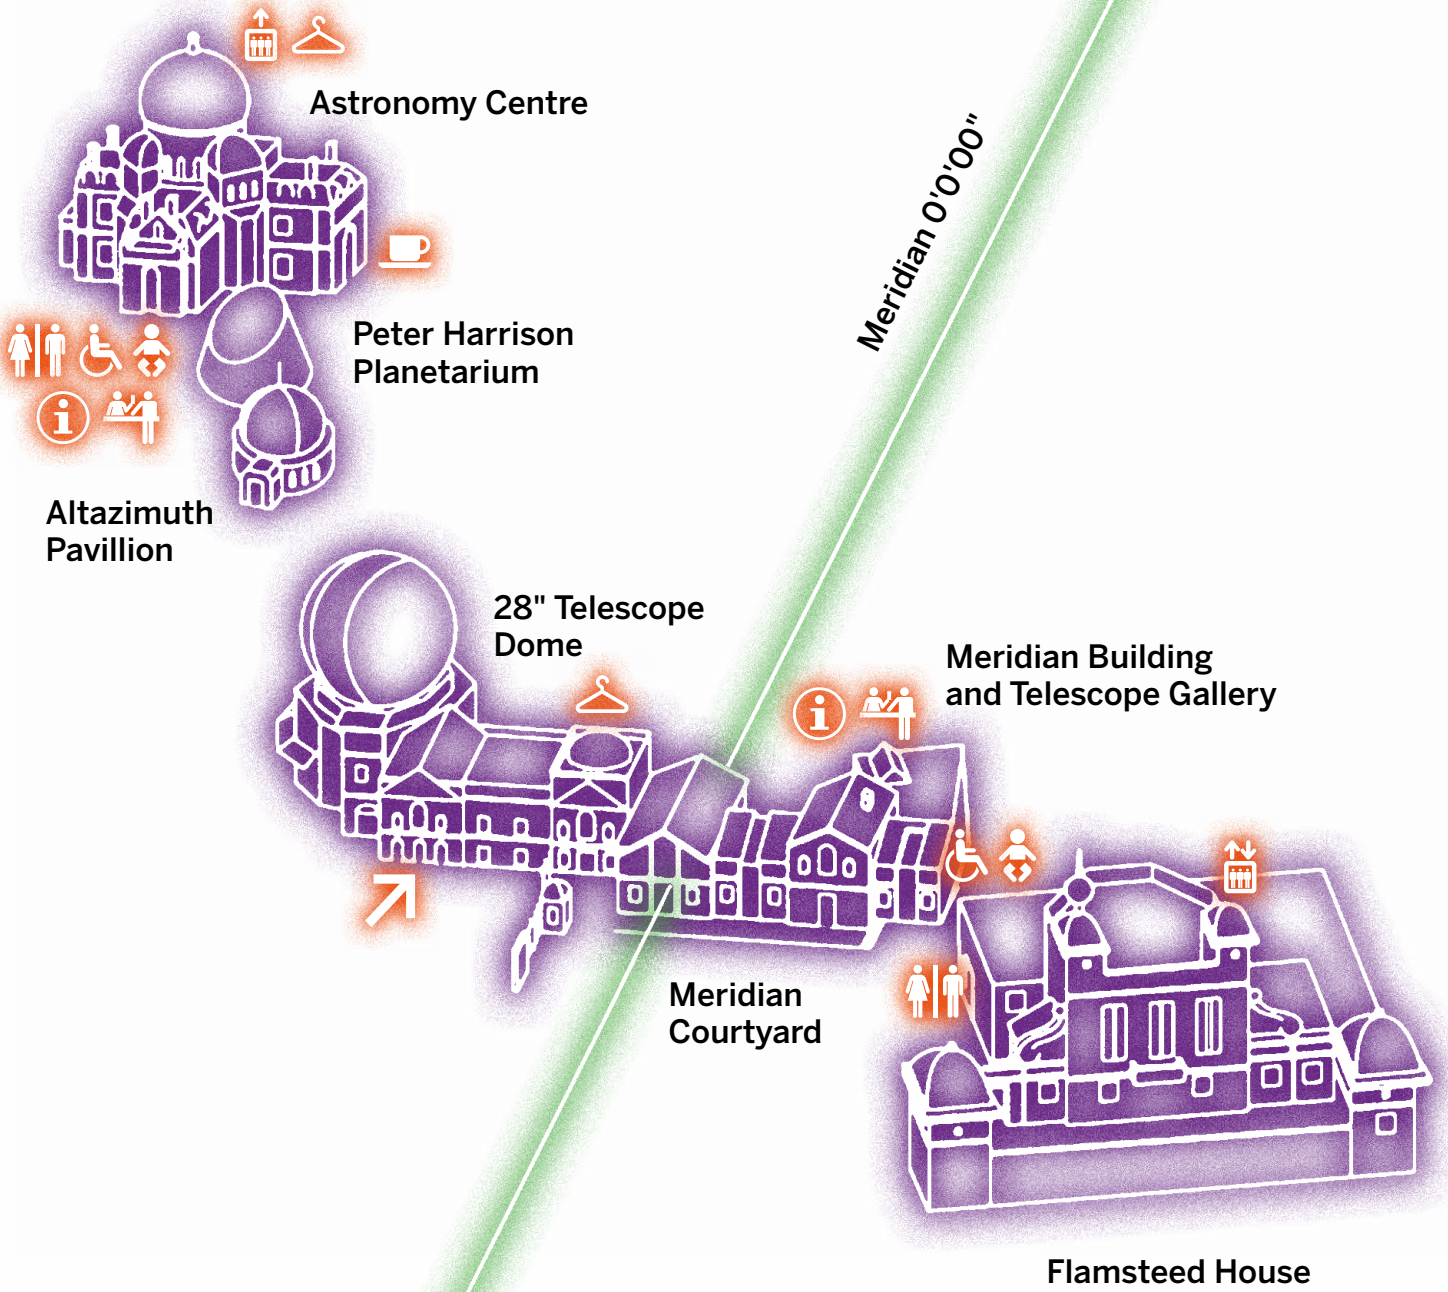 Astronomy Centre
Meridian 0'0'00"
Peter Harrison
Planetarium
Altazimuth
Pavillion
28" Telescope
Dome
Meridian Building
and Telescope Gallery
Meridian
Courtyard
Flamsteed House